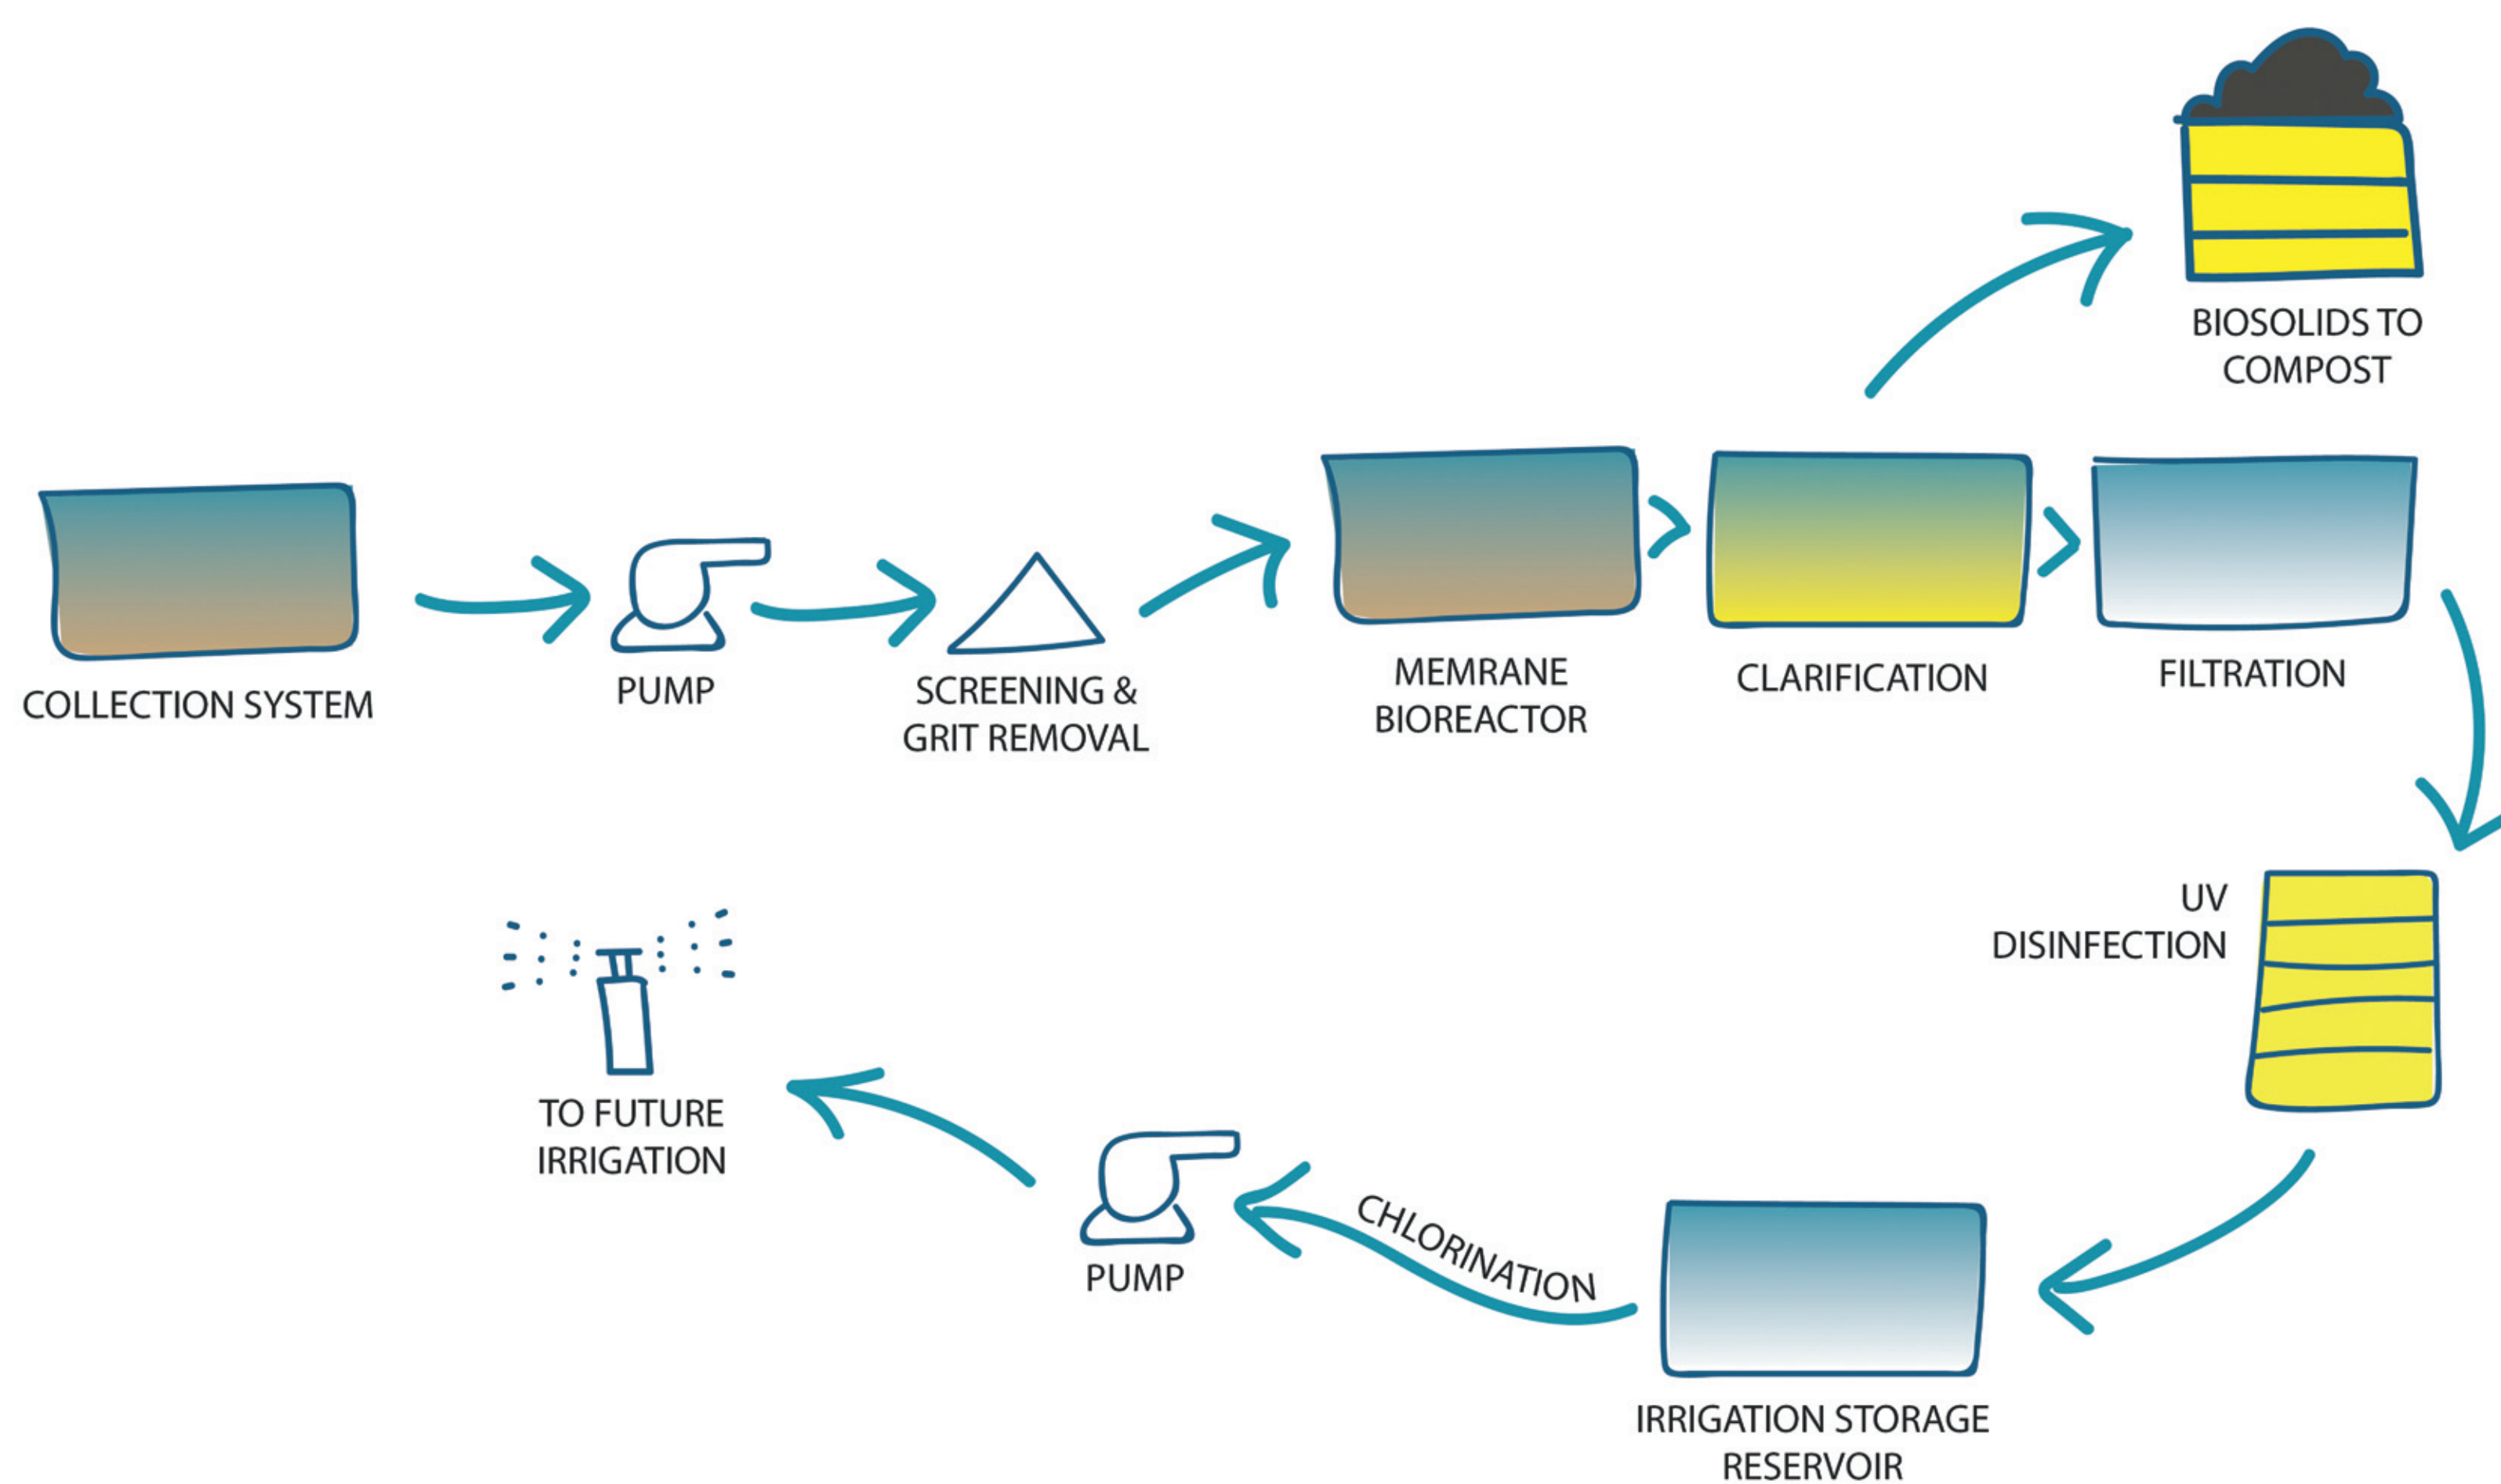 BIOSOLIDS TO
COMPOST
COLLECTION SYSTEM
PUMP
SCREENING &
GRIT REMOVAL
MEMRANE
BIOREACTOR
CLARIFICATION
FILTRATION
UV
DISINFECTION
IRRIGATION STORAGE
RESERVOIR
CHLORINATION
PUMP
TO FUTURE
IRRIGATION